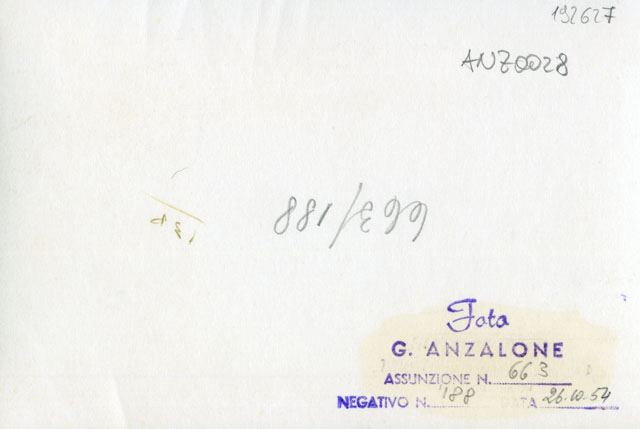 192627
ANZ0028
663/188
Foto
G. ANZALONE
ASSUNZIONE N. 663
NEGATIVO N. 188 DATA 26.10.54